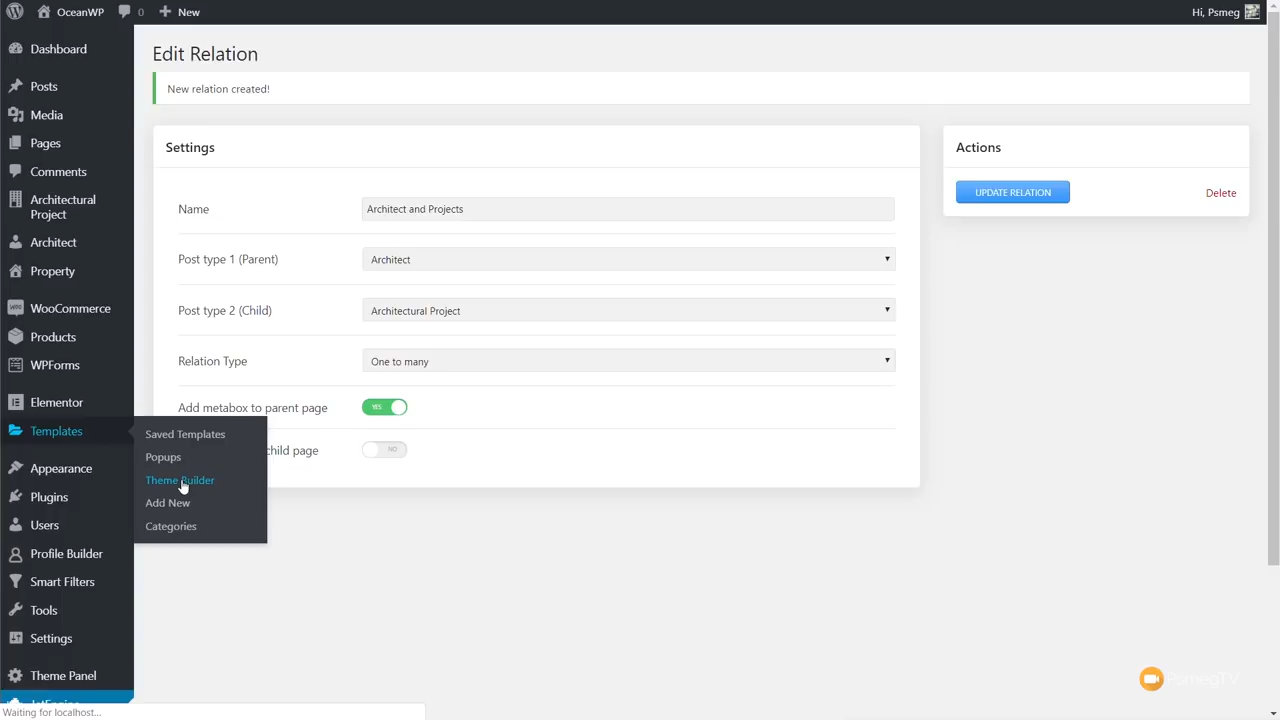 OceanWP
0
New
Hi, Psmeg
Dashboard
Posts
Media
Pages
Comments
Architectural
Project
Architect
Property
WooCommerce
Products
WPForms
Elementor
Templates
Appearance
Plugins
Users
Profile Builder
Smart Filters
Tools
Settings
Theme Panel
JetEngine
Saved Templates
Popups
Theme Builder
Add New
Categories
Edit Relation
New relation created!
Settings
Name
Architect and Projects
Post type 1 (Parent)
Architect
Post type 2 (Child)
Architectural Project
Relation Type
One to many
Add metabox to parent page
YES
child page
NO
Actions
UPDATE RELATION
Delete
PsmegTV
Waiting for localhost...